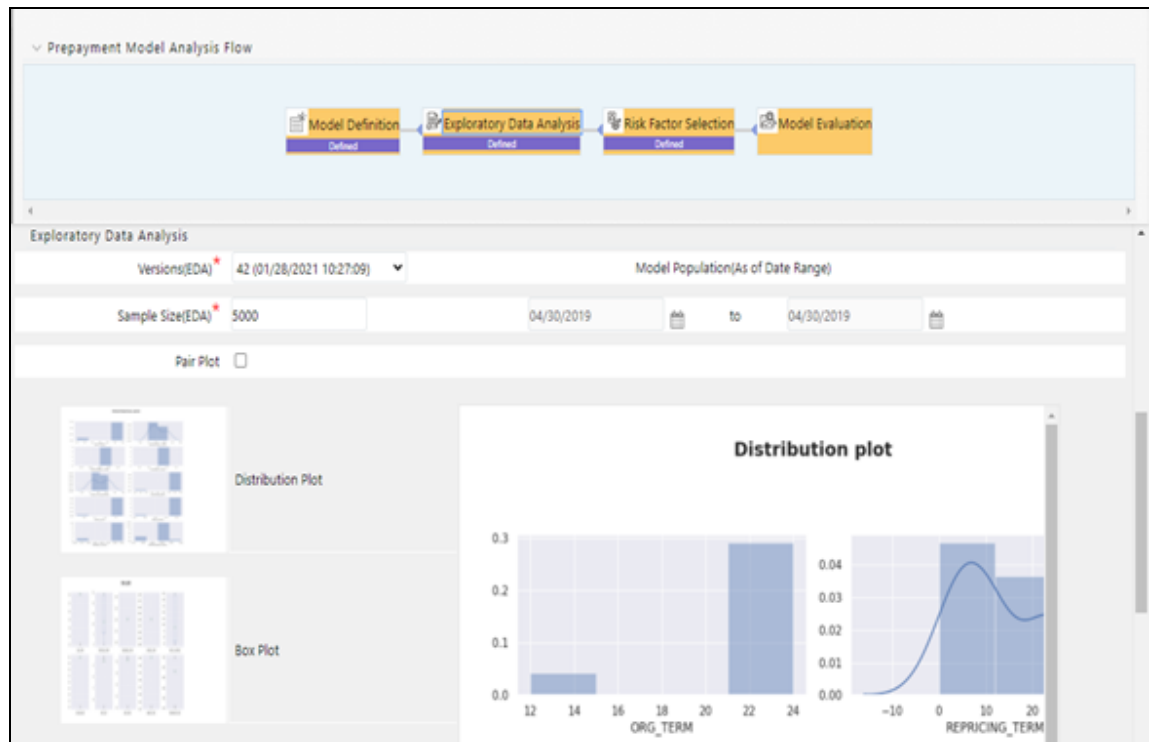 Prepayment Model Analysis Flow
Model Definition
Defined
Exploratory Data Analysis
Defined
Risk Factor Selection
Defined
Model Evaluation
Exploratory Data Analysis
Versions(EDA)* 42 (01/28/2021 10:27:09) Model Population(As of Date Range)
Sample Size(EDA)* 5000 04/30/2019 to 04/30/2019
Pair Plot
Distribution Plot
Box Plot
Distribution plot
0.3
0.2
0.1
0.0
12 14 16 18 20 22 24
ORG_TERM
0.04
0.03
0.02
0.01
0.00
−10 0 10 20
REPRICING_TERM